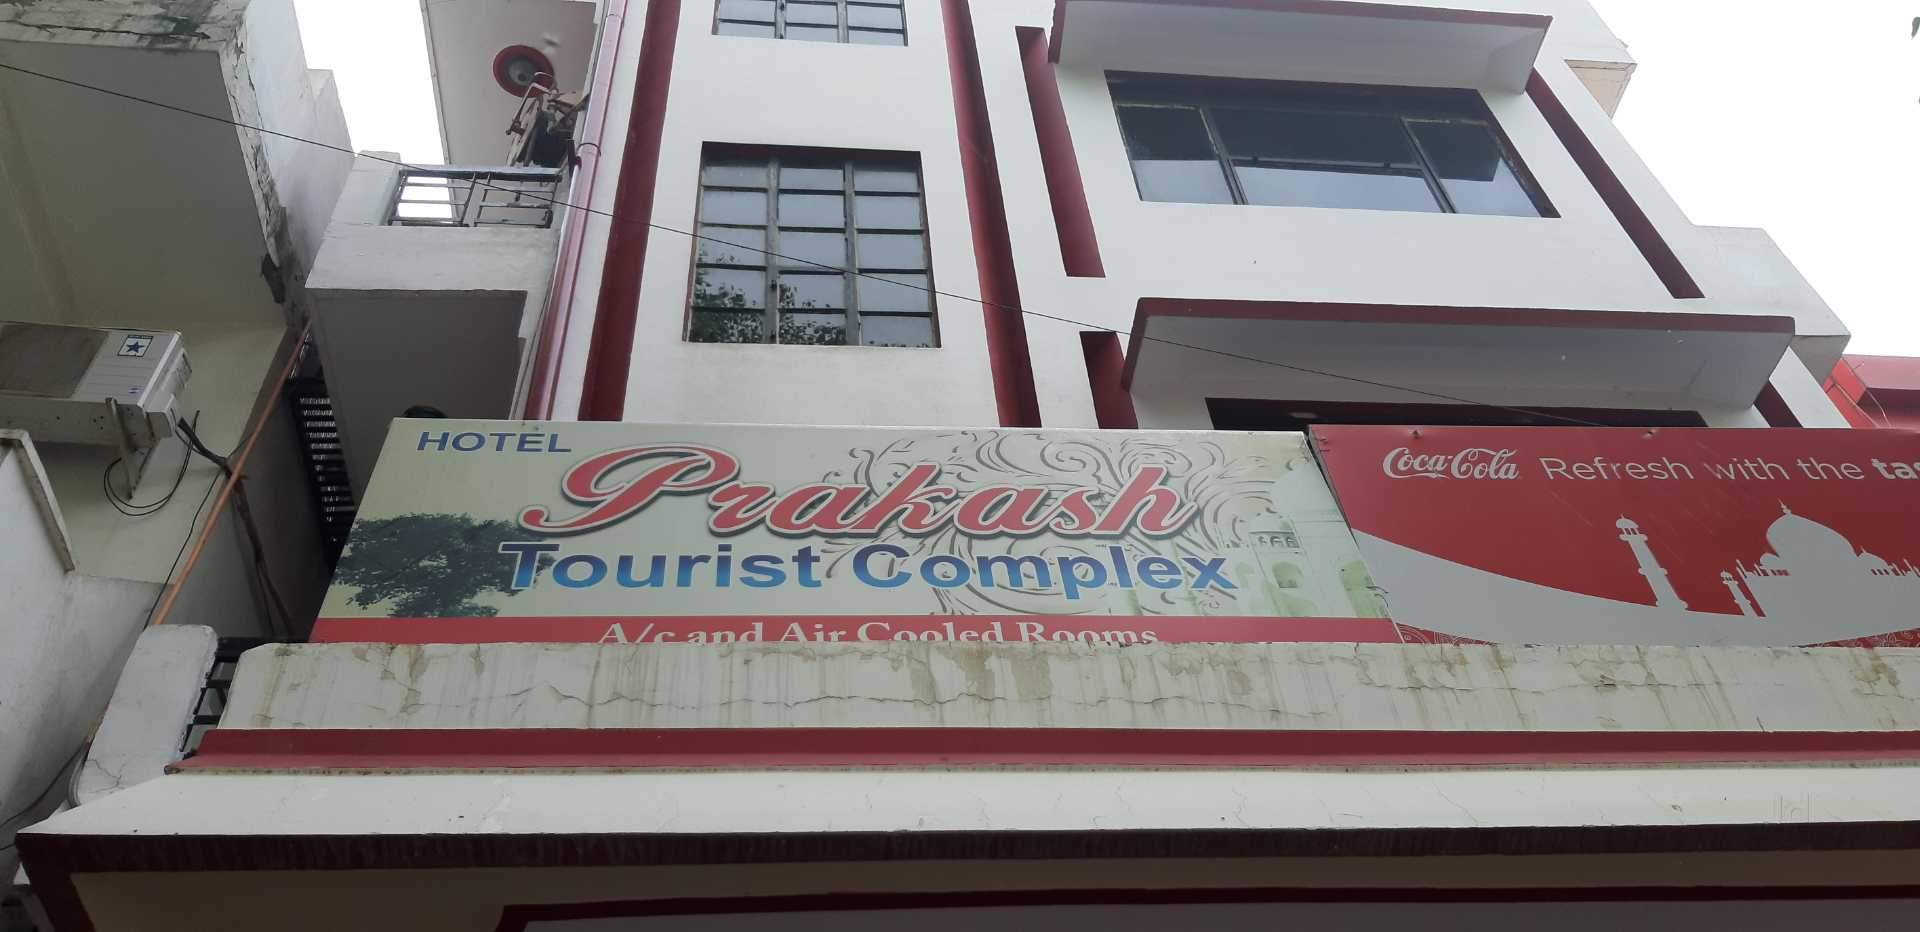 HOTEL
Prakash
Tourist Complex
A/c and Air Cooled Rooms
Coca-Cola Refresh with the